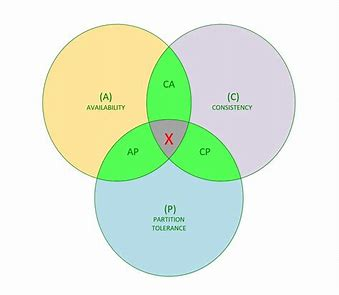 CA
(A)
AVAILABILITY
(C)
CONSISTENCY
X
AP
CP
(P)
PARTITION
TOLERANCE